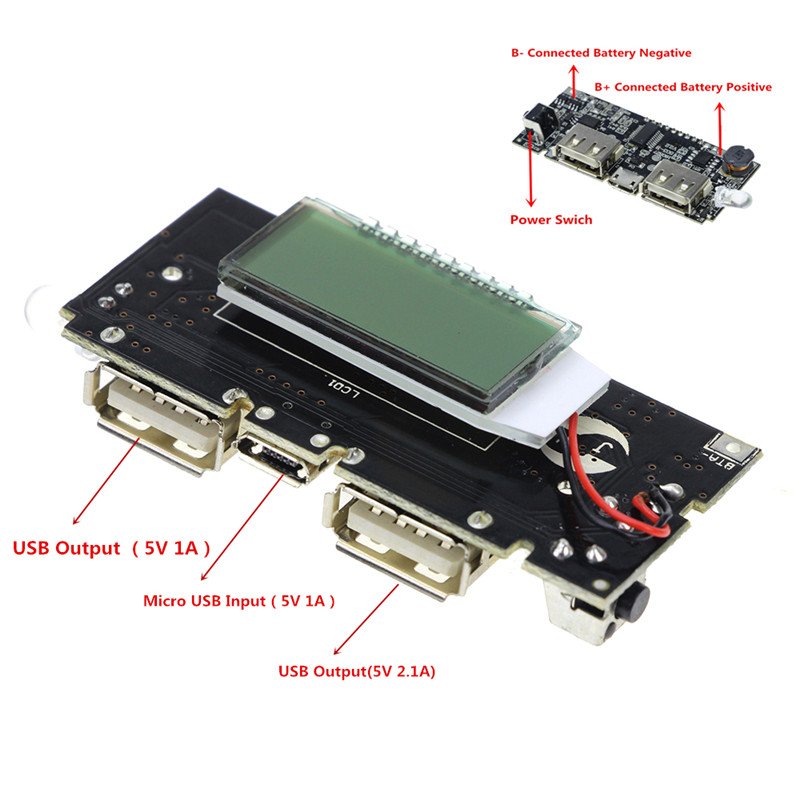 B- Connected Battery Negative
B+ Connected Battery Positive
Power Swich
LCD1
J
BTA-
USB Output （5V 1A）
Micro USB Input（5V 1A）
USB Output(5V 2.1A)